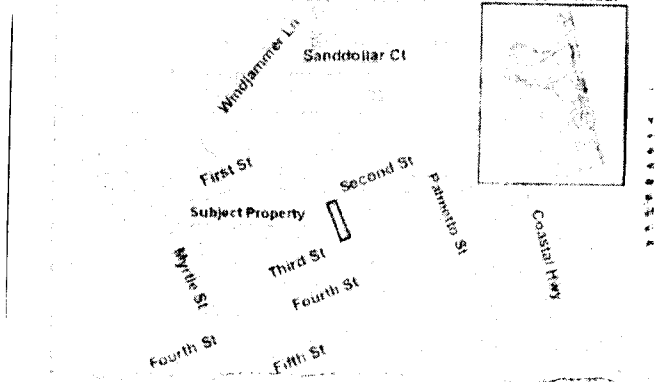 Windjammer Ln
Sanddollar Ct
First St
Second St
Subject Property
Palmetto St
Coastal Hwy
Myrtle St
Third St
Fourth St
Fourth St
Fifth St